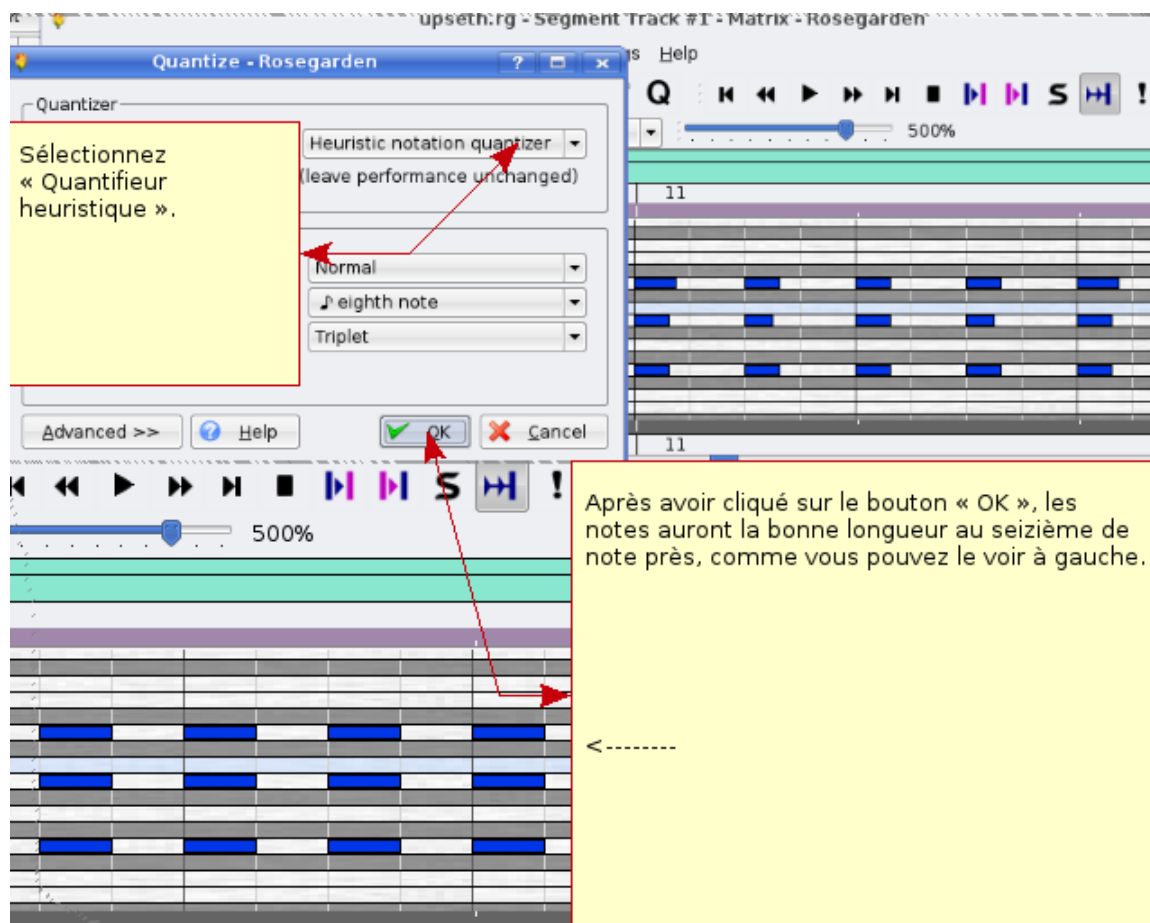 upseth.rg - Segment Track #1 - Matrix - Rosegarden
Quantize - Rosegarden
Help
Quantizer
Sélectionnez
« Quantifieur
heuristique ».
Heuristic notation quantizer
(leave performance unchanged)
Normal
eighth note
Triplet
Advanced >>
Help
OK
Cancel
Q
S
!
500%
11
11
S
!
500%
Après avoir cliqué sur le bouton « OK », les
notes auront la bonne longueur au seizième de
note près, comme vous pouvez le voir à gauche.
<--------